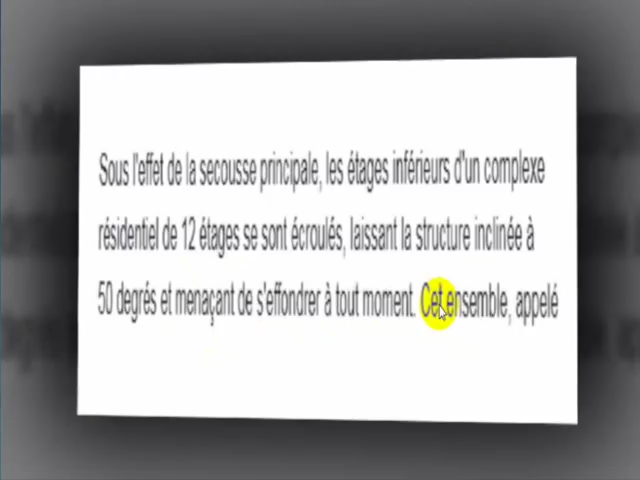 Sous l'effet de la secousse principale, les étages inférieurs d'un complexe
résidentiel de 12 étages se sont écroulés, laissant la structure inclinée à
50 degrés et menaçant de s'effondrer à tout moment. Cet ensemble, appelé